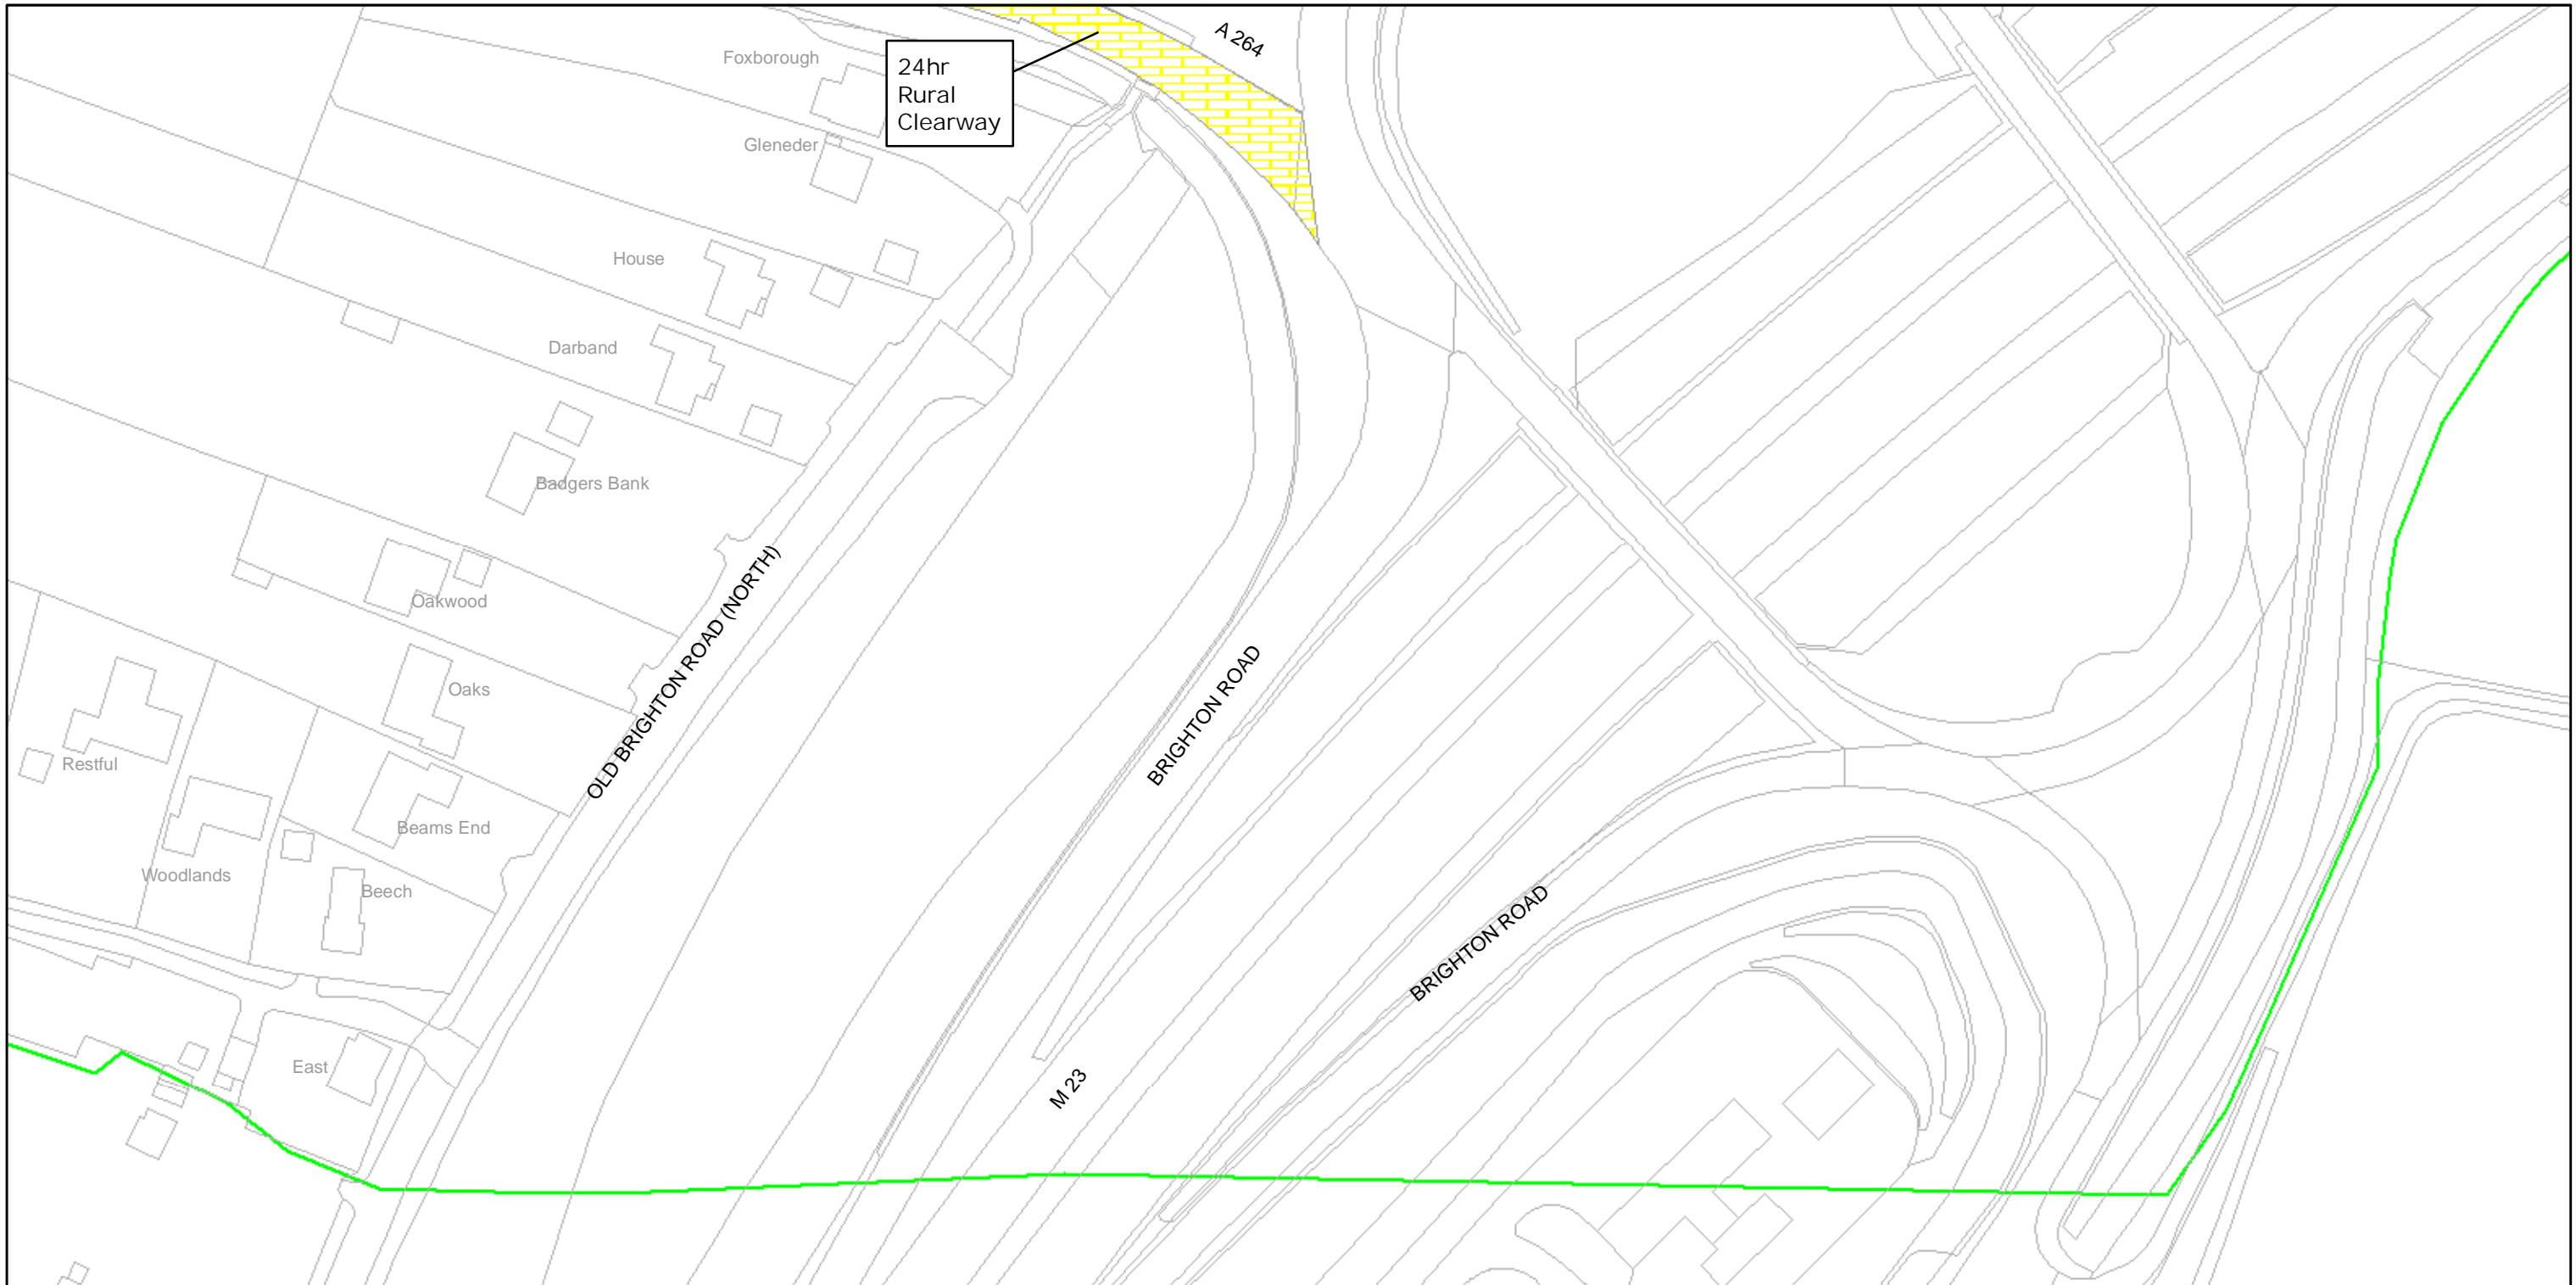 A 264
Foxborough
24hr
Rural
Clearway
Gleneder
House
Darband
Badgers Bank
Oakwood
OLD BRIGHTON ROAD (NORTH)
Oaks
BRIGHTON ROAD
Restful
Beams End
Woodlands
Beech
BRIGHTON ROAD
East
M 23